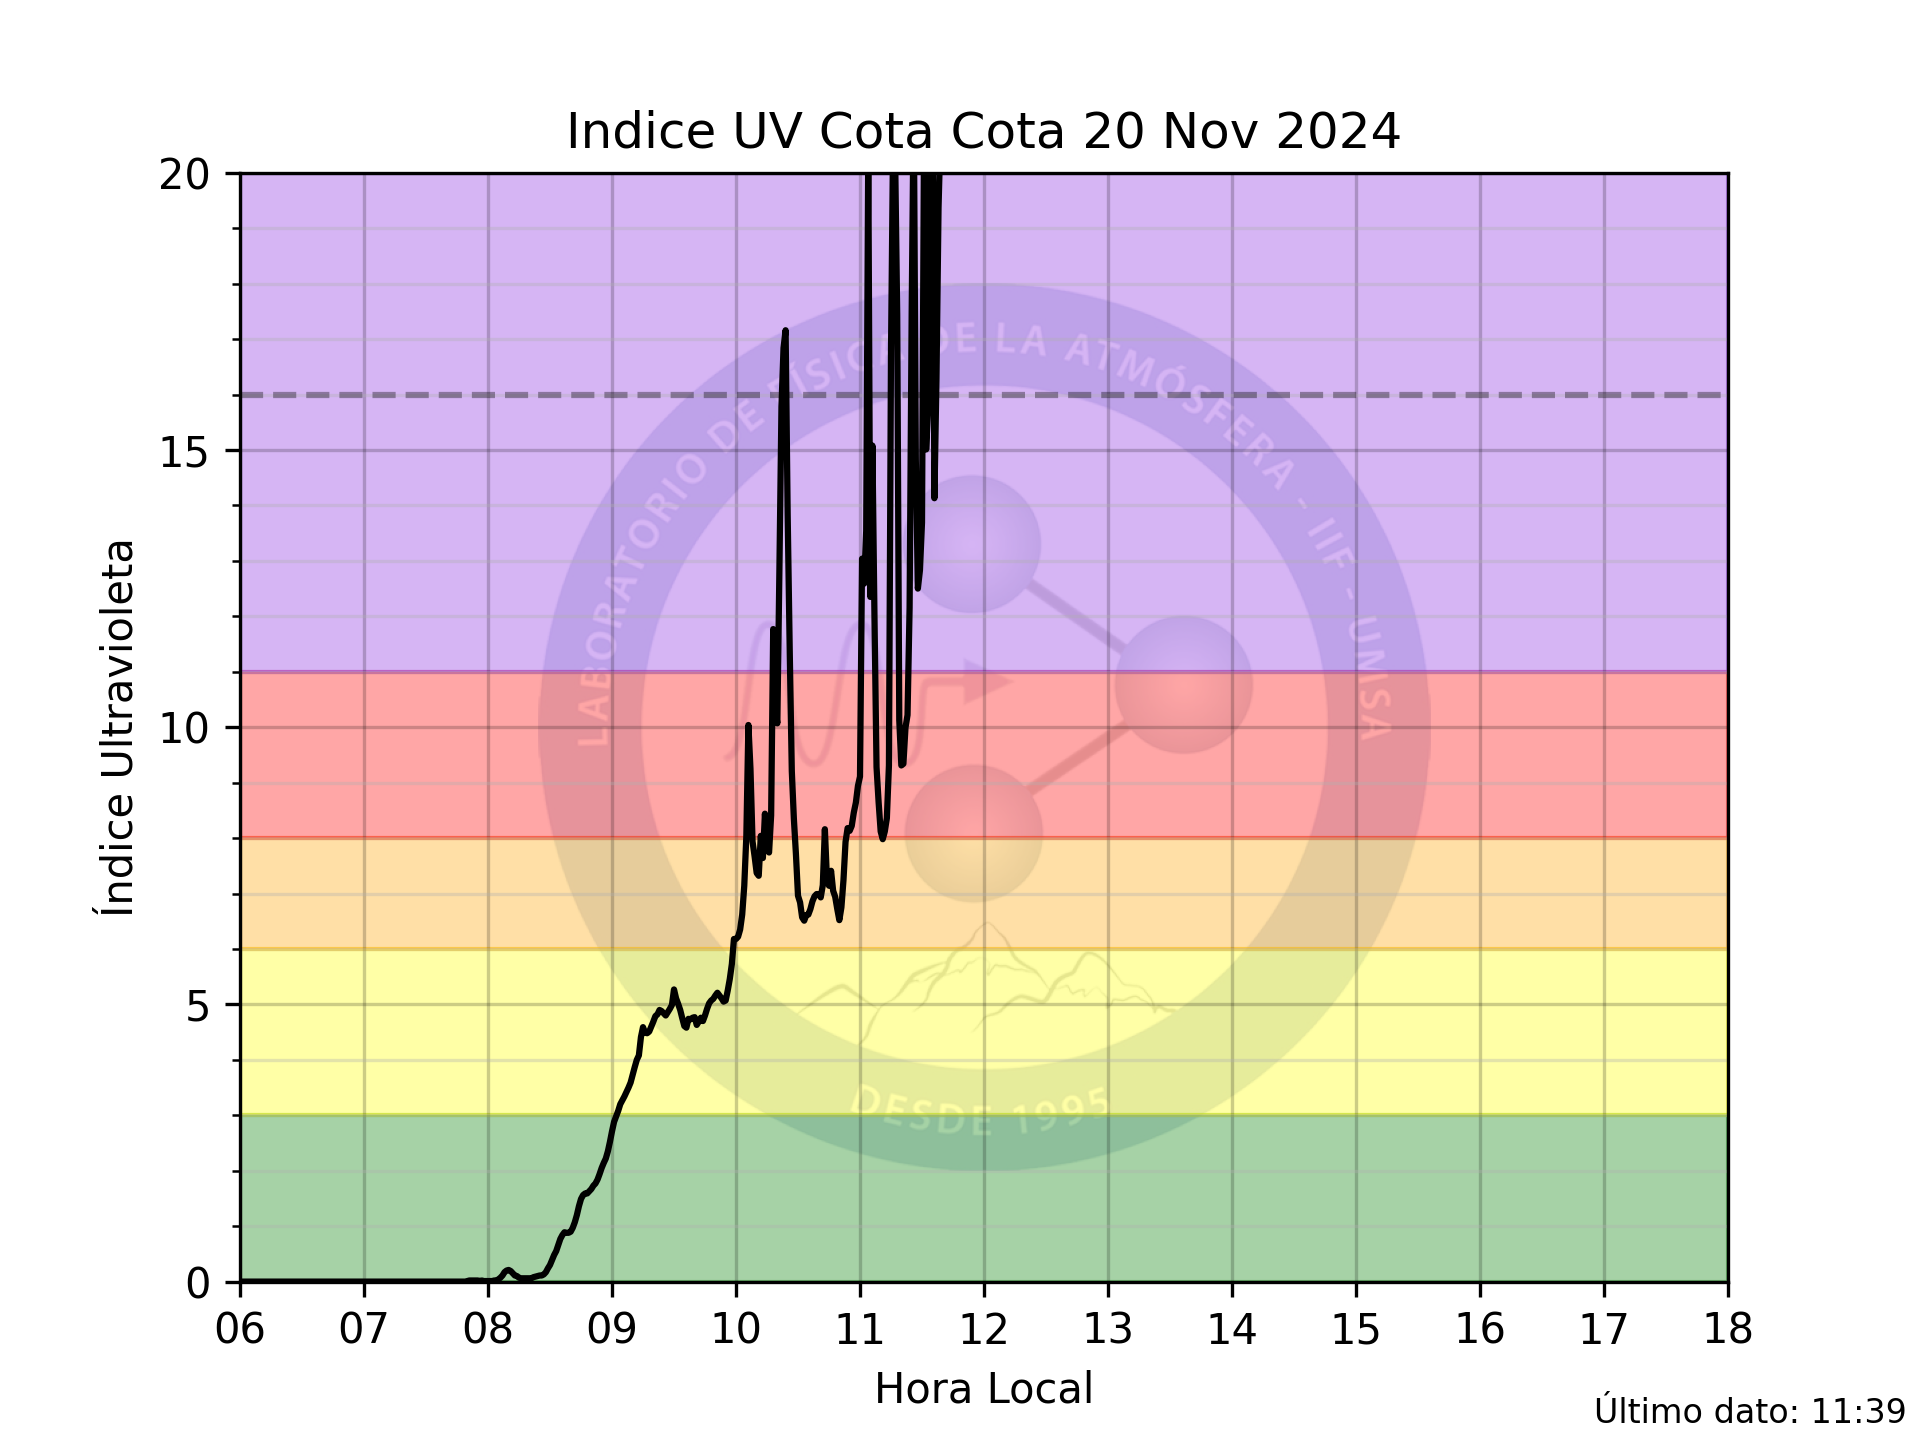 Indice UV Cota Cota 20 Nov 2024
20
15
10
5
0
Índice Ultravioleta
LABORATORIO DE FÍSICA DE LA ATMÓSFERA - IIF - UMSA
DESDE 1995
06 07 08 09 10 11 12 13 14 15 16 17 18
Hora Local
Último dato: 11:39